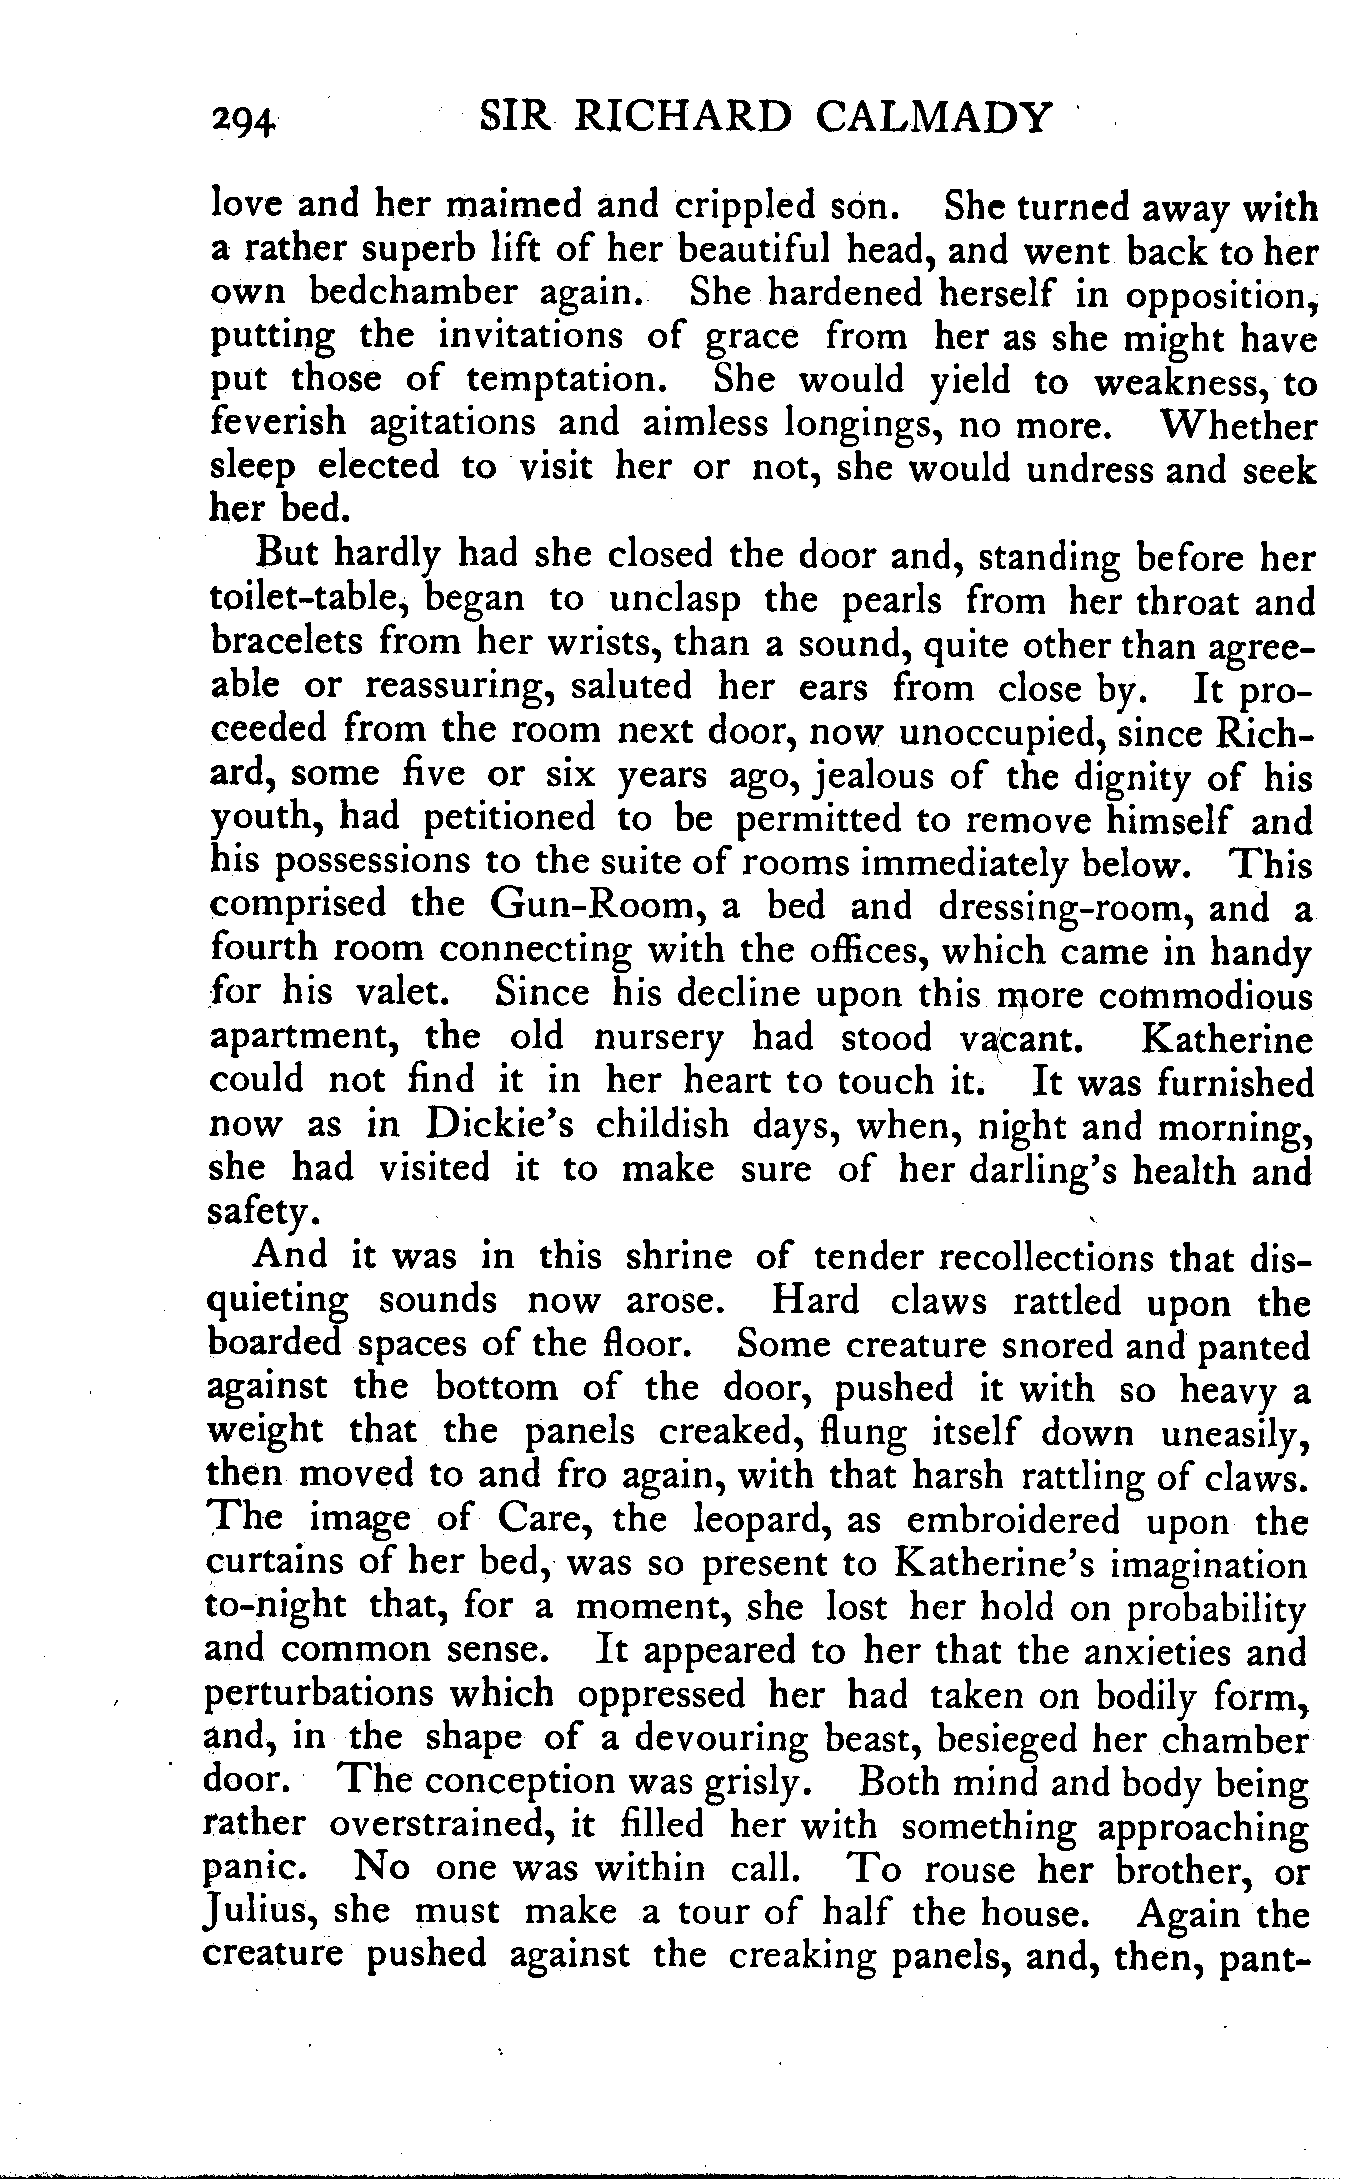 294 SIR RICHARD CALMADY
love and her maimed and crippled son. She turned away with
a rather superb lift of her beautiful head, and went back to her
own bedchamber again. She hardened herself in opposition,
putting the invitations of grace from her as she might have
put those of temptation. She would yield to weakness, to
feverish agitations and aimless longings, no more. Whether
sleep elected to visit her or not, she would undress and seek
her bed.
But hardly had she closed the door and, standing before her
toilet-table, began to unclasp the pearls from her throat and
bracelets from her wrists, than a sound, quite other than agree-
able or reassuring, saluted her ears from close by. It pro-
ceeded from the room next door, now unoccupied, since Rich-
ard, some five or six years ago, jealous of the dignity of his
youth, had petitioned to be permitted to remove himself and
his possessions to the suite of rooms immediately below. This
comprised the Gun-Room, a bed and dressing-room, and a
fourth room connecting with the offices, which came in handy
for his valet. Since his decline upon this more commodious
apartment, the old nursery had stood vacant. Katherine
could not find it in her heart to touch it. It was furnished
now as in Dickie's childish days, when, night and morning,
she had visited it to make sure of her darling's health and
safety.
And it was in this shrine of tender recollections that dis-
quieting sounds now arose. Hard claws rattled upon the
boarded spaces of the floor. Some creature snored and panted
against the bottom of the door, pushed it with so heavy a
weight that the panels creaked, flung itself down uneasily,
then moved to and fro again, with that harsh rattling of claws.
The image of Care, the leopard, as embroidered upon the
curtains of her bed, was so present to Katherine's imagination
to-night that, for a moment, she lost her hold on probability
and common sense. It appeared to her that the anxieties and
perturbations which oppressed her had taken on bodily form,
and, in the shape of a devouring beast, besieged her chamber
door. The conception was grisly. Both mind and body being
rather overstrained, it filled her with something approaching
panic. No one was within call. To rouse her brother, or
Julius, she must make a tour of half the house. Again the
creature pushed against the creaking panels, and, then, pant-